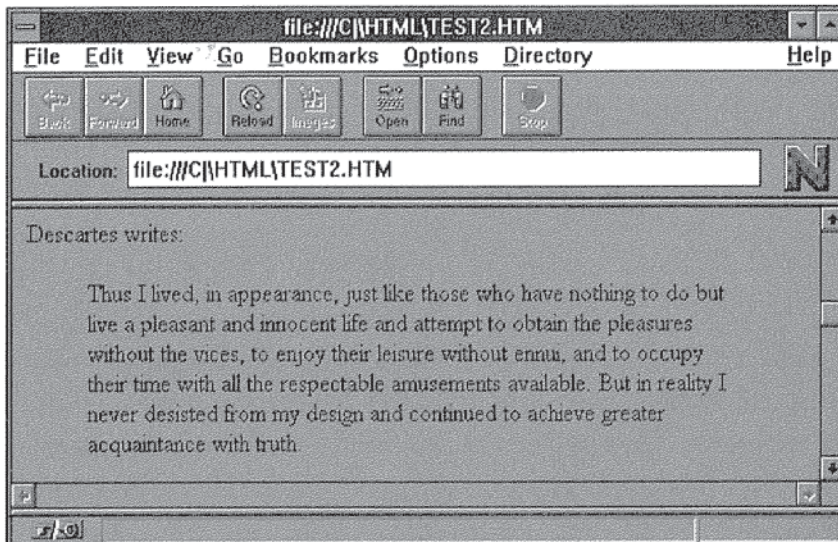 file:///C|\HTML\TEST2.HTM
File Edit View Go Bookmarks Options Directory Help
Back Forward Home Reload Images Open Find Stop
Location: file:///C|\HTML\TEST2.HTM
N
Descartes writes:
Thus I lived, in appearance, just like those who have nothing to do but
live a pleasant and innocent life and attempt to obtain the pleasures
without the vices, to enjoy their leisure without ennui, and to occupy
their time with all the respectable amusements available. But in reality I
never desisted from my design and continued to achieve greater
acquaintance with truth.